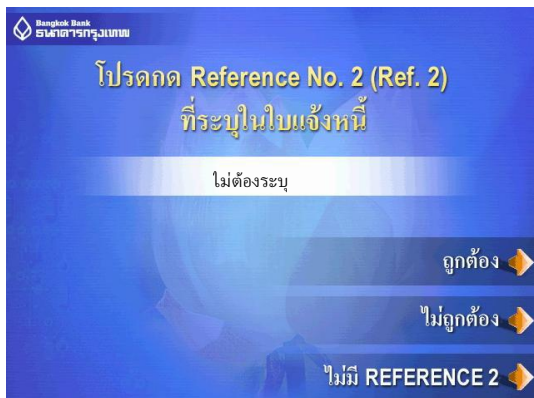 Bangkok Bank
ธนาคารกรุงเทพ
โปรดกด Reference No. 2 (Ref. 2)
ที่ระบุในใบแจ้งหนี้
ไม่ต้องระบุ
ถูกต้อง
ไม่ถูกต้อง
ไม่มี REFERENCE 2